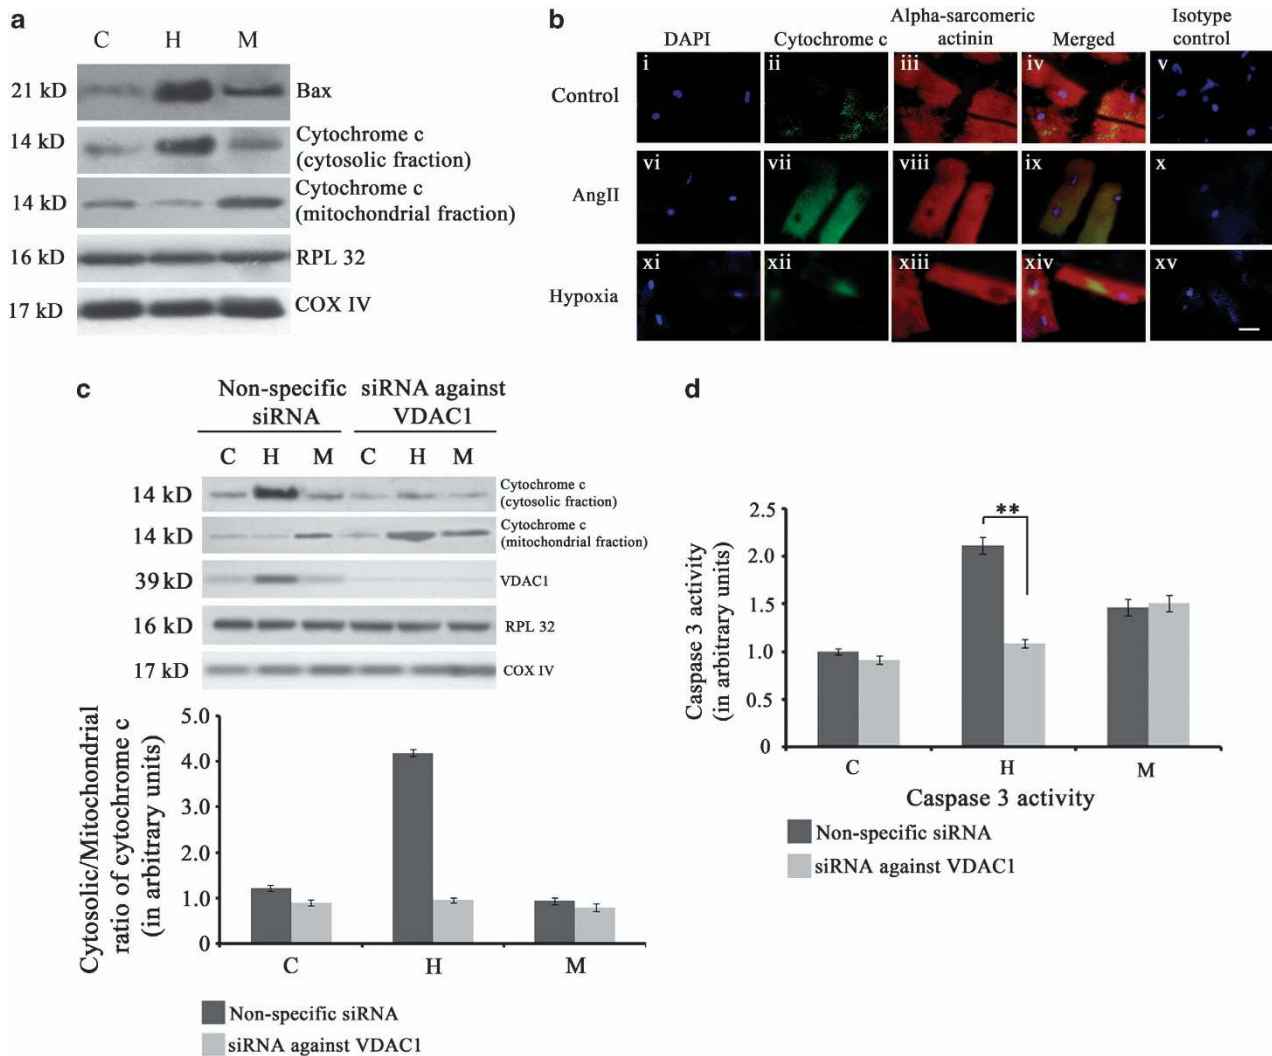 a
C H M
21 kD Bax
14 kD Cytochrome c
(cytosolic fraction)
14 kD Cytochrome c
(mitochondrial fraction)
16 kD RPL 32
17 kD COX IV
b
DAPI Cytochrome c Alpha-sarcomeric
actinin Merged Isotype
control
Control i ii iii iv v
AngII vi vii viii ix x
Hypoxia xi xii xiii xiv xv
c
Non-specific
siRNA
siRNA against
VDAC1
C H M C H M
14 kD Cytochrome c
(cytosolic fraction)
14 kD Cytochrome c
(mitochondrial fraction)
39 kD VDAC1
16 kD RPL 32
17 kD COX IV
Cytosolic/Mitochondrial
ratio of cytochrome c
(in arbitrary units)
5.0
4.0
3.0
2.0
1.0
0
C H M
Non-specific siRNA
siRNA against VDAC1
d
Caspase 3 activity
(in arbitrary units)
2.5
2.0
1.5
1.0
0.5
0
**
C H M
Caspase 3 activity
Non-specific siRNA
siRNA against VDAC1